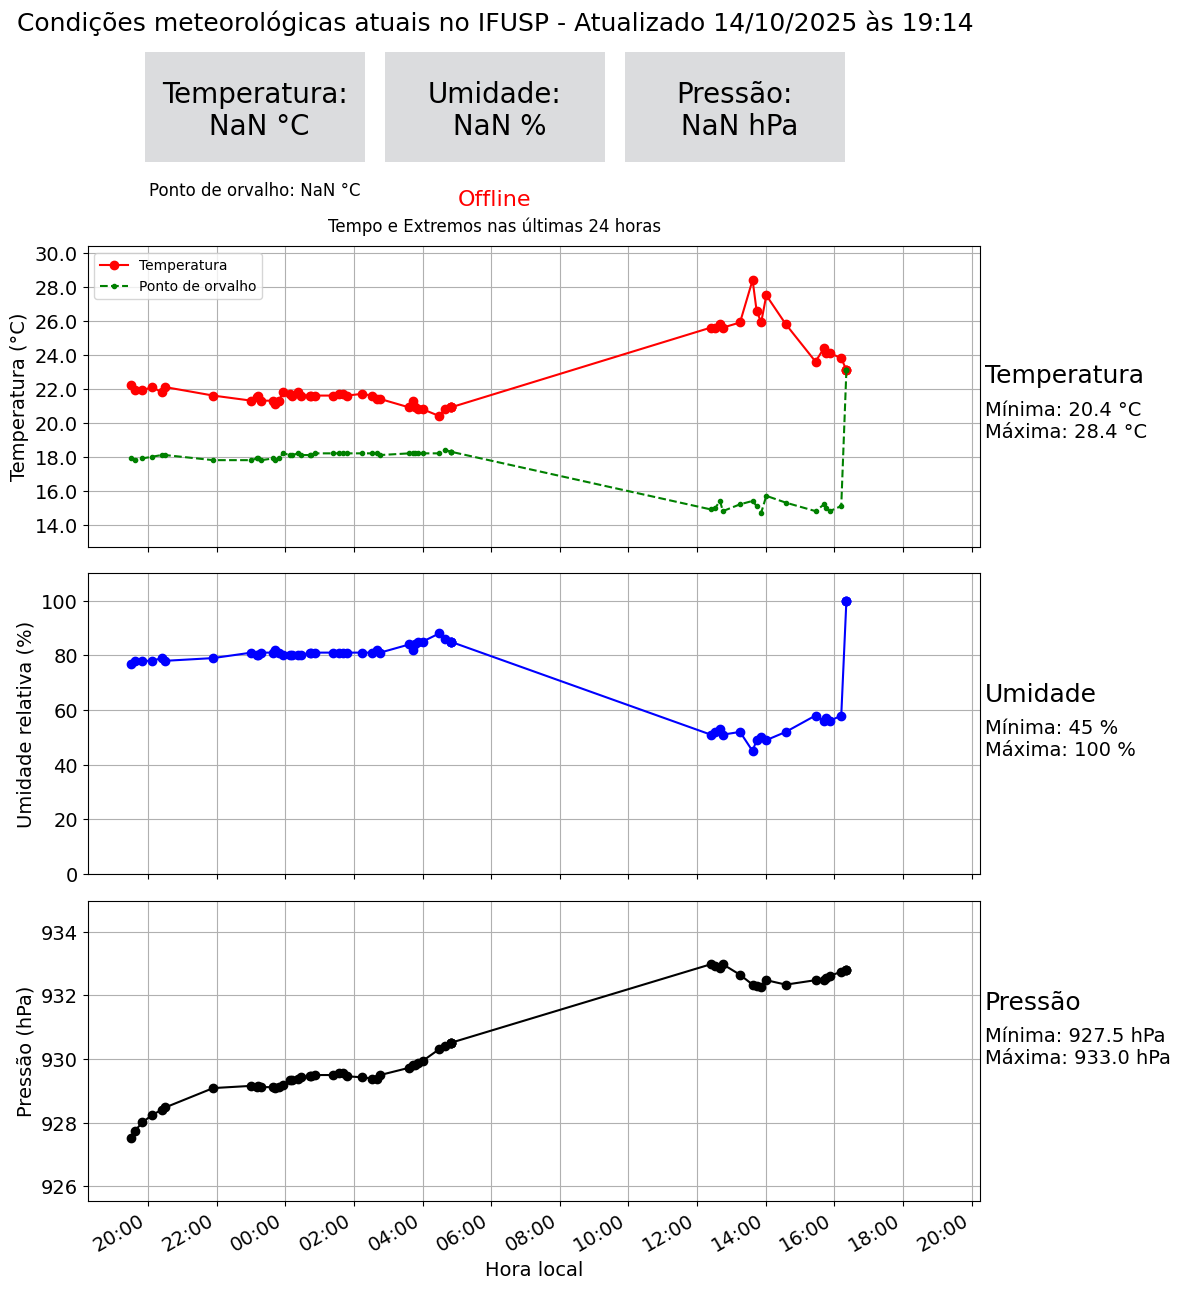 Condições meteorológicas atuais no IFUSP - Atualizado 14/10/2025 às 19:14
Temperatura:
NaN °C
Umidade:
NaN %
Pressão:
NaN hPa
Ponto de orvalho: NaN °C
Offline
Tempo e Extremos nas últimas 24 horas
Temperatura (°C)
30.0
28.0
26.0
24.0
22.0
20.0
18.0
16.0
14.0
Temperatura
Ponto de orvalho
Temperatura
Mínima: 20.4 °C
Máxima: 28.4 °C
Umidade relativa (%)
100
80
60
40
20
0
Umidade
Mínima: 45 %
Máxima: 100 %
Pressão (hPa)
934
932
930
928
926
Pressão
Mínima: 927.5 hPa
Máxima: 933.0 hPa
20:00 22:00 00:00 02:00 04:00 06:00 08:00 10:00 12:00 14:00 16:00 18:00 20:00
Hora local